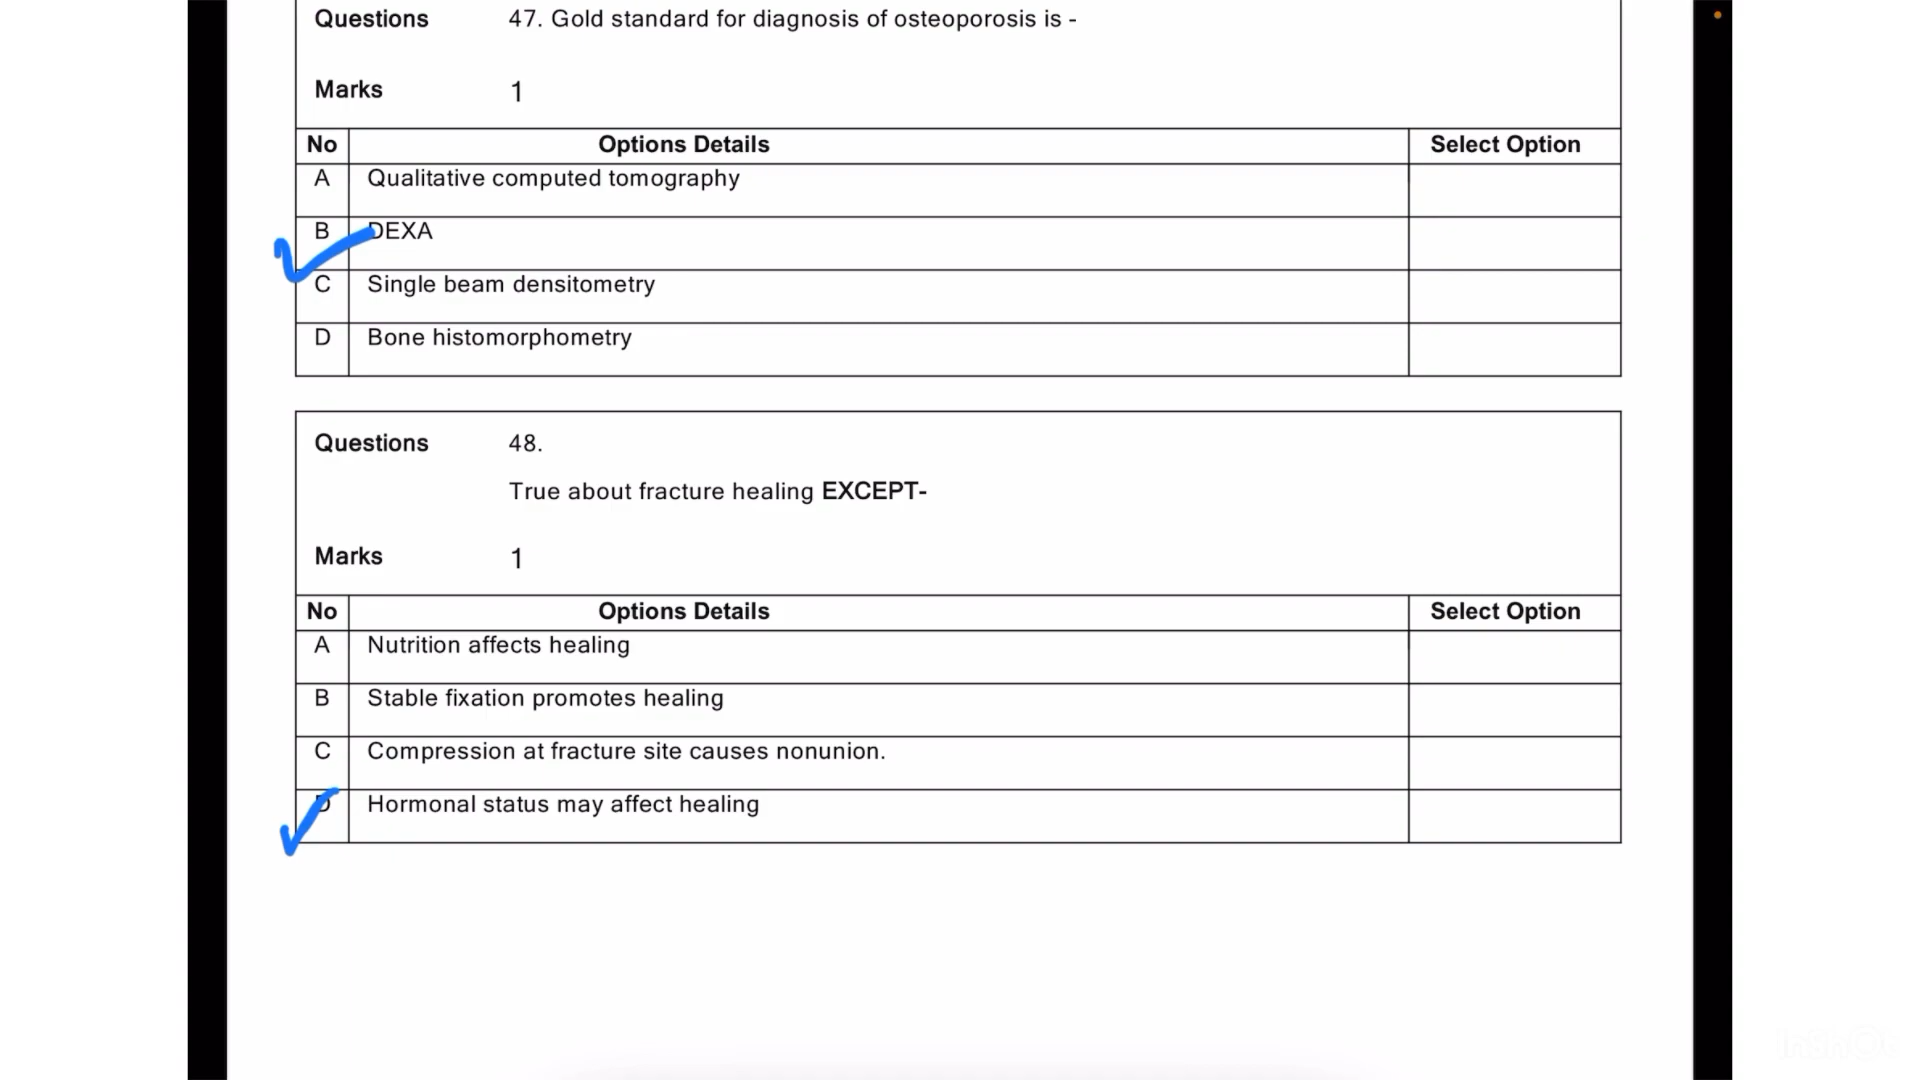 Questions 47. Gold standard for diagnosis of osteoporosis is -
Marks 1
No Options Details Select Option
A Qualitative computed tomography
B DEXA
C Single beam densitometry
D Bone histomorphometry
Questions 48.
True about fracture healing EXCEPT-
Marks 1
No Options Details Select Option
A Nutrition affects healing
B Stable fixation promotes healing
C Compression at fracture site causes nonunion.
D Hormonal status may affect healing
InShOt